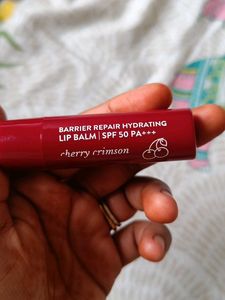 BARRIER REPAIR HYDRATING
LIP BALM | SPF 50 PA+++
cherry crimson